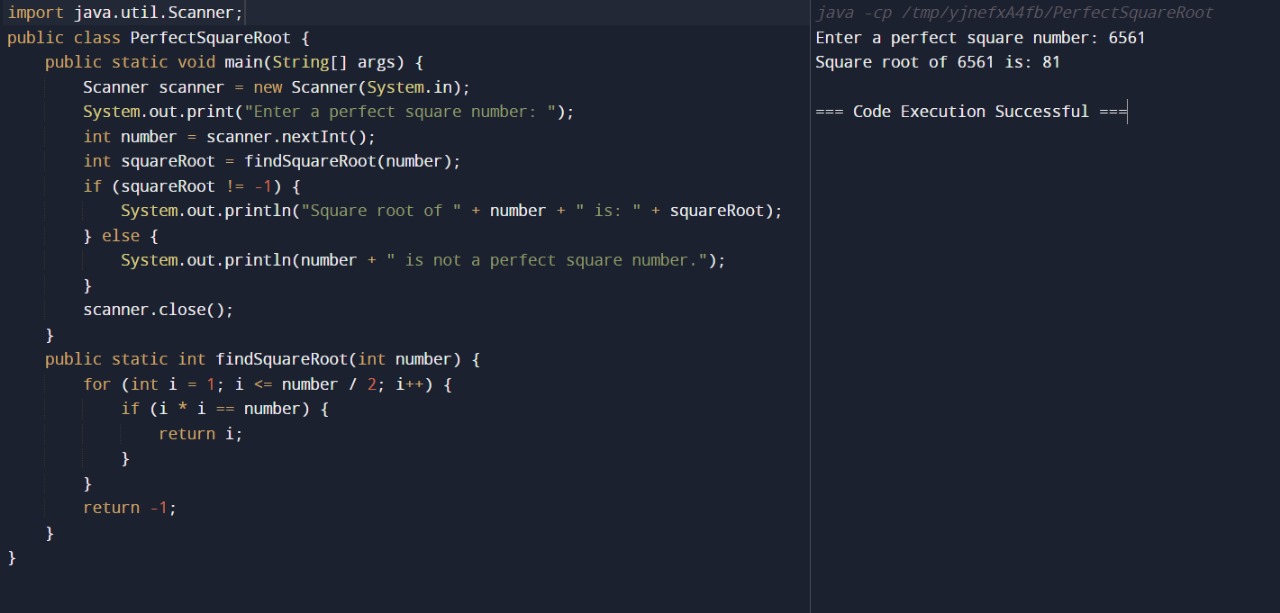 import java.util.Scanner;
public class PerfectSquareRoot {
    public static void main(String[] args) {
        Scanner scanner = new Scanner(System.in);
        System.out.print("Enter a perfect square number: ");
        int number = scanner.nextInt();
        int squareRoot = findSquareRoot(number);
        if (squareRoot != -1) {
            System.out.println("Square root of " + number + " is: " + squareRoot);
        } else {
            System.out.println(number + " is not a perfect square number.");
        }
        scanner.close();
    }
    public static int findSquareRoot(int number) {
        for (int i = 1; i <= number / 2; i++) {
            if (i * i == number) {
                return i;
            }
        }
        return -1;
    }
}
java -cp /tmp/yjnefxA4fb/PerfectSquareRoot
Enter a perfect square number: 6561
Square root of 6561 is: 81
=== Code Execution Successful ===